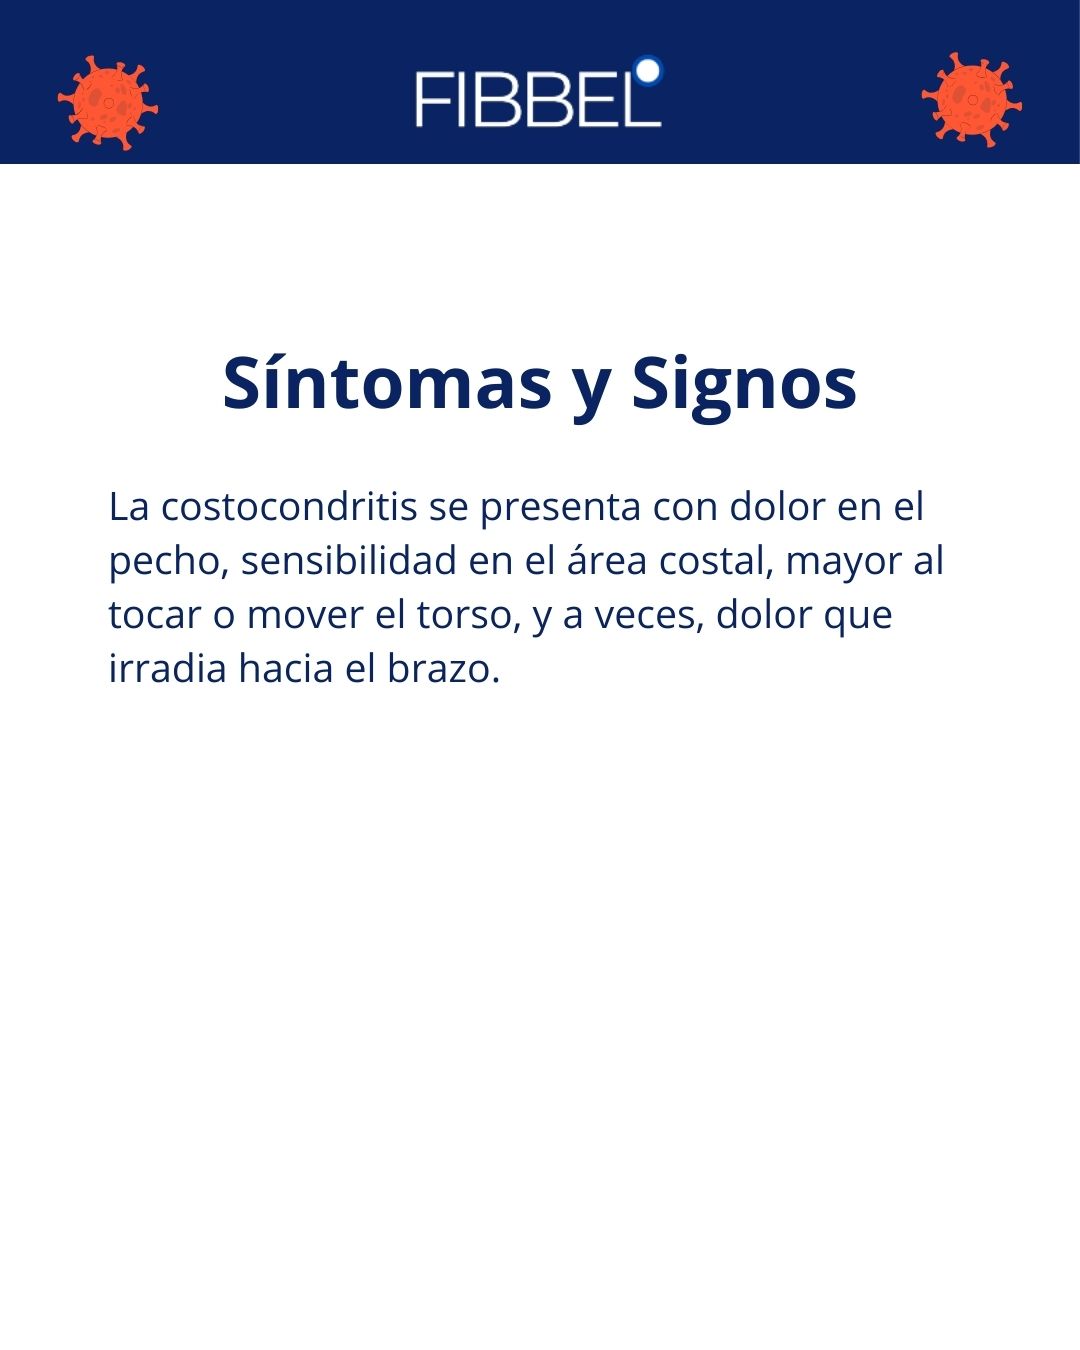 FIBBEL
Síntomas y Signos
La costocondritis se presenta con dolor en el
pecho, sensibilidad en el área costal, mayor al
tocar o mover el torso, y a veces, dolor que
irradia hacia el brazo.